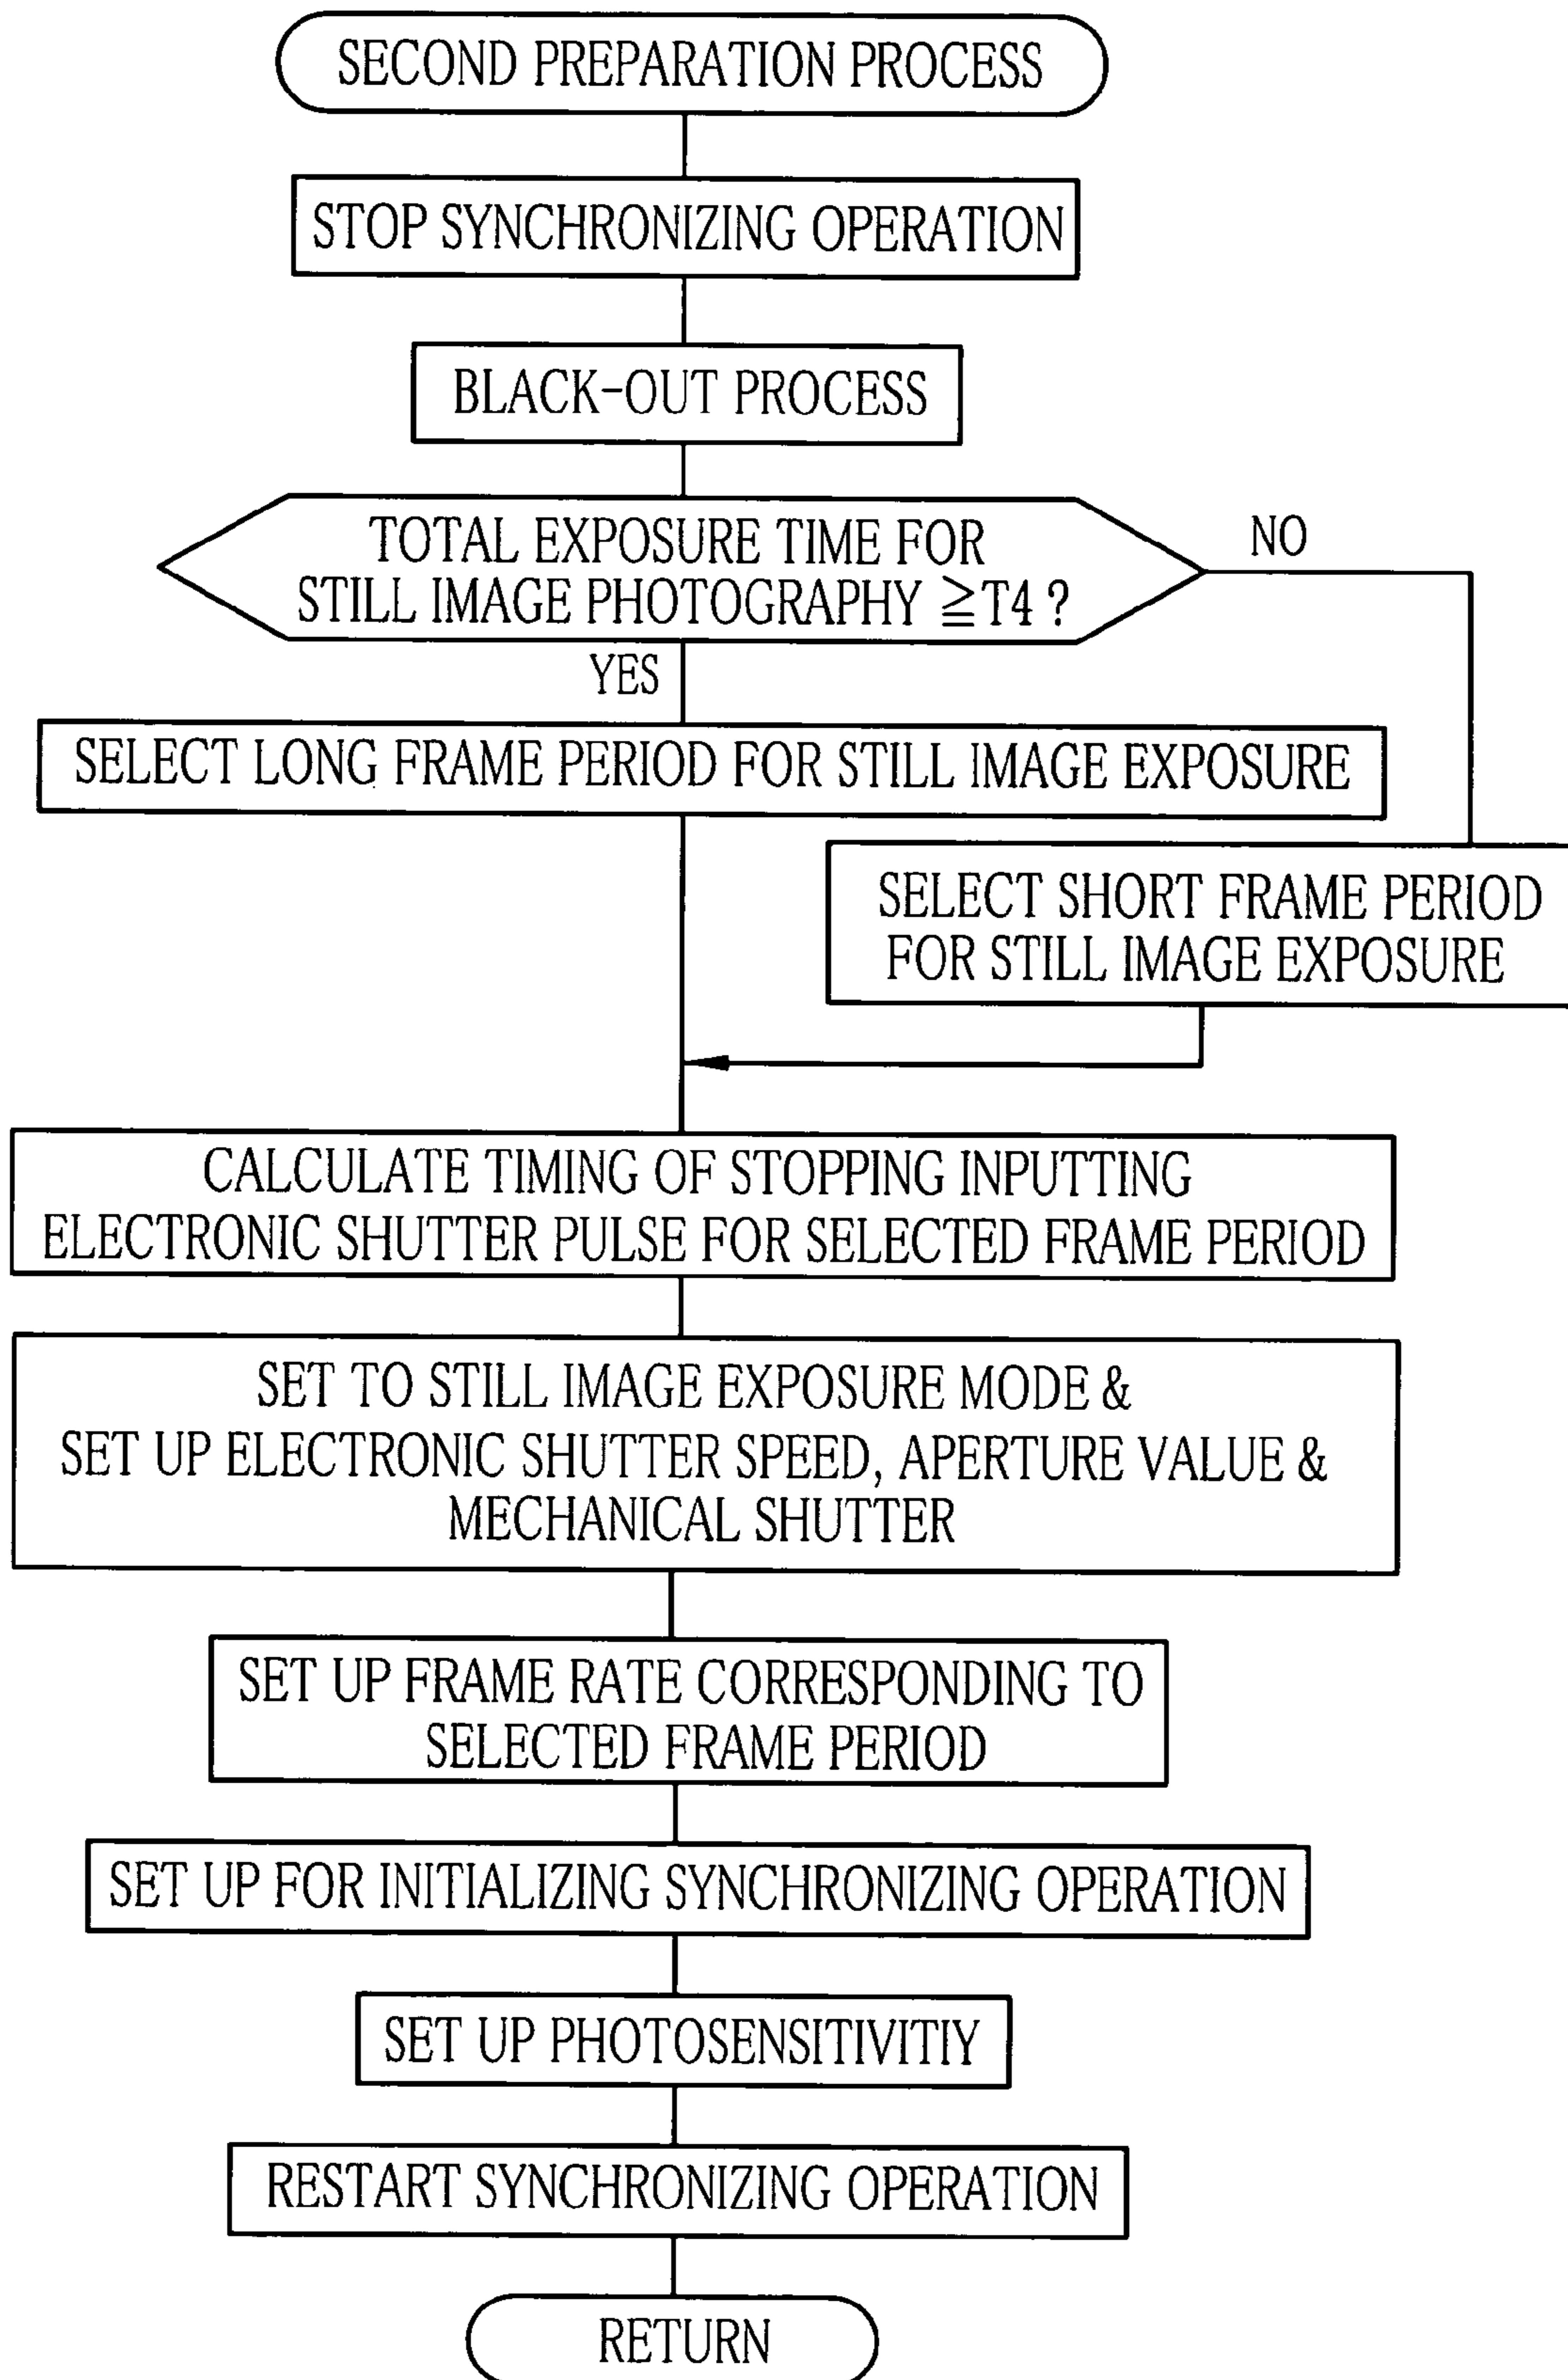 SECOND PREPARATION PROCESS
STOP SYNCHRONIZING OPERATION
BLACK-OUT PROCESS
TOTAL EXPOSURE TIME FOR
STILL IMAGE PHOTOGRAPHY ≧T4 ?
NO
YES
SELECT LONG FRAME PERIOD FOR STILL IMAGE EXPOSURE
SELECT SHORT FRAME PERIOD
FOR STILL IMAGE EXPOSURE
CALCULATE TIMING OF STOPPING INPUTTING
ELECTRONIC SHUTTER PULSE FOR SELECTED FRAME PERIOD
SET TO STILL IMAGE EXPOSURE MODE &
SET UP ELECTRONIC SHUTTER SPEED, APERTURE VALUE &
MECHANICAL SHUTTER
SET UP FRAME RATE CORRESPONDING TO
SELECTED FRAME PERIOD
SET UP FOR INITIALIZING SYNCHRONIZING OPERATION
SET UP PHOTOSENSITIVITIY
RESTART SYNCHRONIZING OPERATION
RETURN